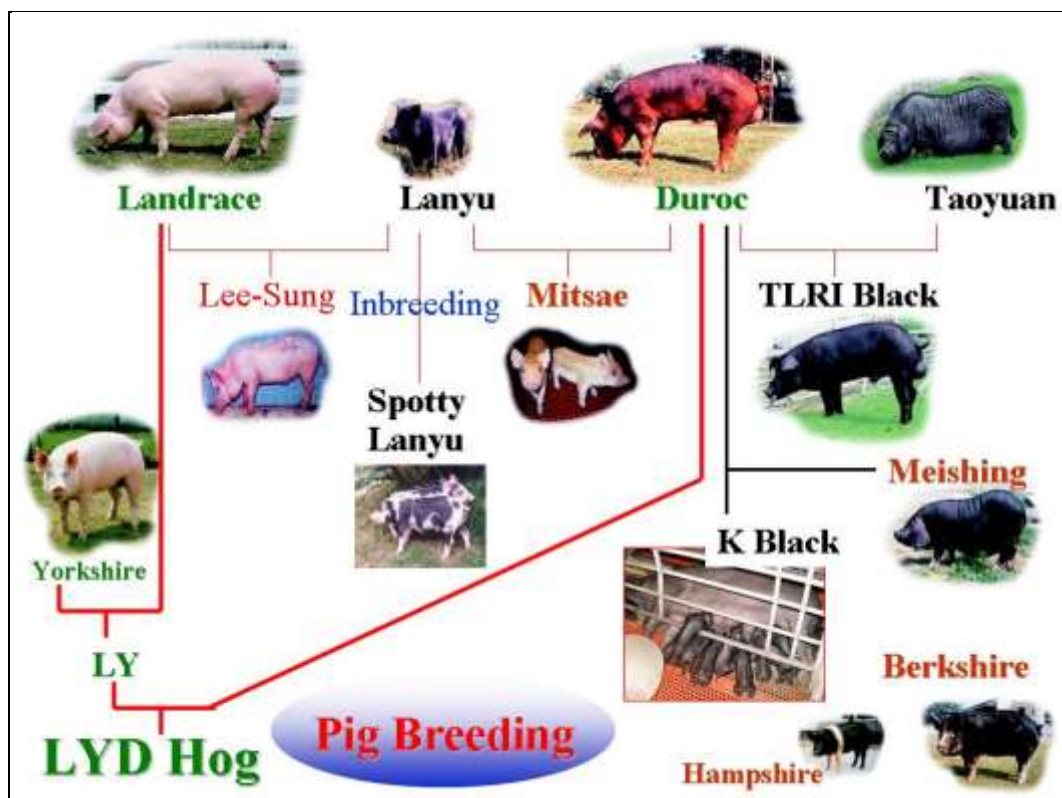 Landrace
Lanyu
Duroc
Taoyuan
Lee-Sung
Inbreeding
Mitsae
TLRI Black
Spotty
Lanyu
Meishing
K Black
Yorkshire
LY
Berkshire
LYD Hog
Pig Breeding
Hampshire